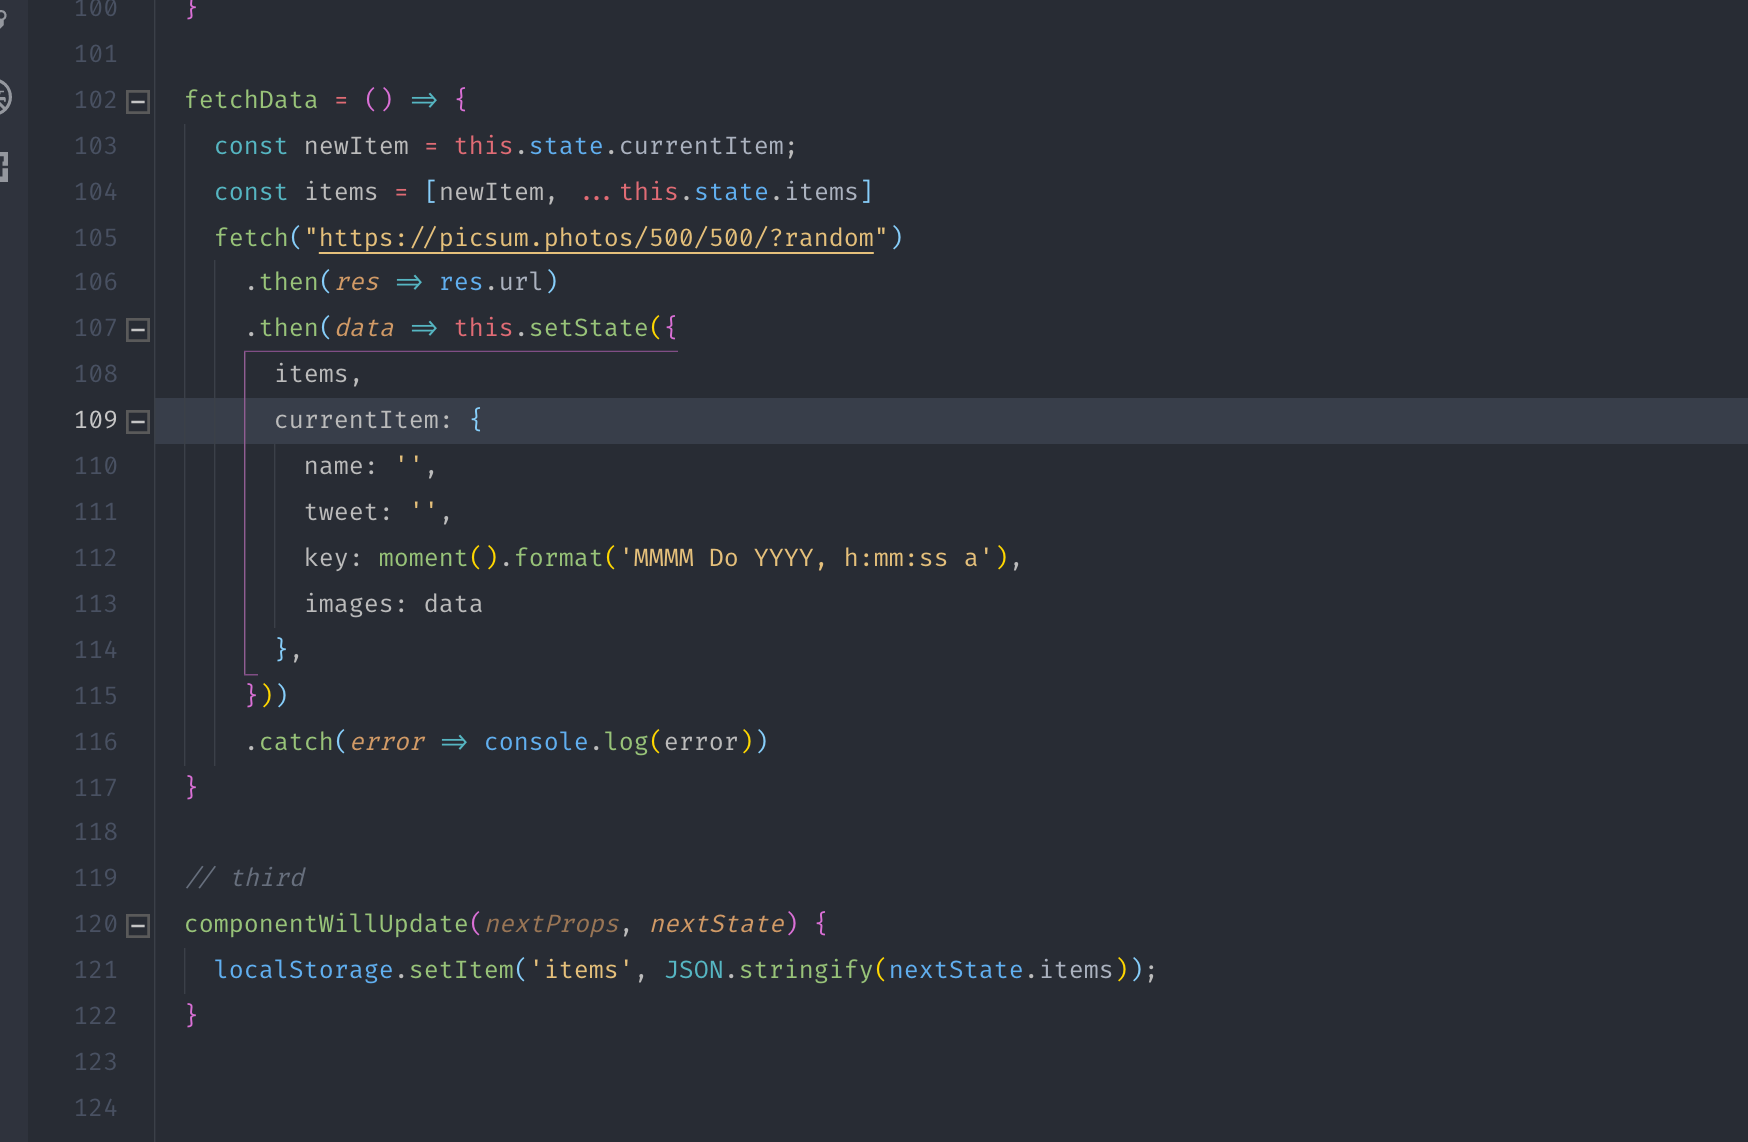 100 }
101
102 fetchData = () => {
103 const newItem = this.state.currentItem;
104 const items = [newItem, ...this.state.items]
105 fetch("https://picsum.photos/500/500/?random")
106 .then(res => res.url)
107 .then(data => this.setState({
108 items,
109 currentItem: {
110 name: '',
111 tweet: '',
112 key: moment().format('MMMM Do YYYY, h:mm:ss a'),
113 images: data
114 },
115 }))
116 .catch(error => console.log(error))
117 }
118
119 // third
120 componentWillUpdate(nextProps, nextState) {
121 localStorage.setItem('items', JSON.stringify(nextState.items));
122 }
123
124